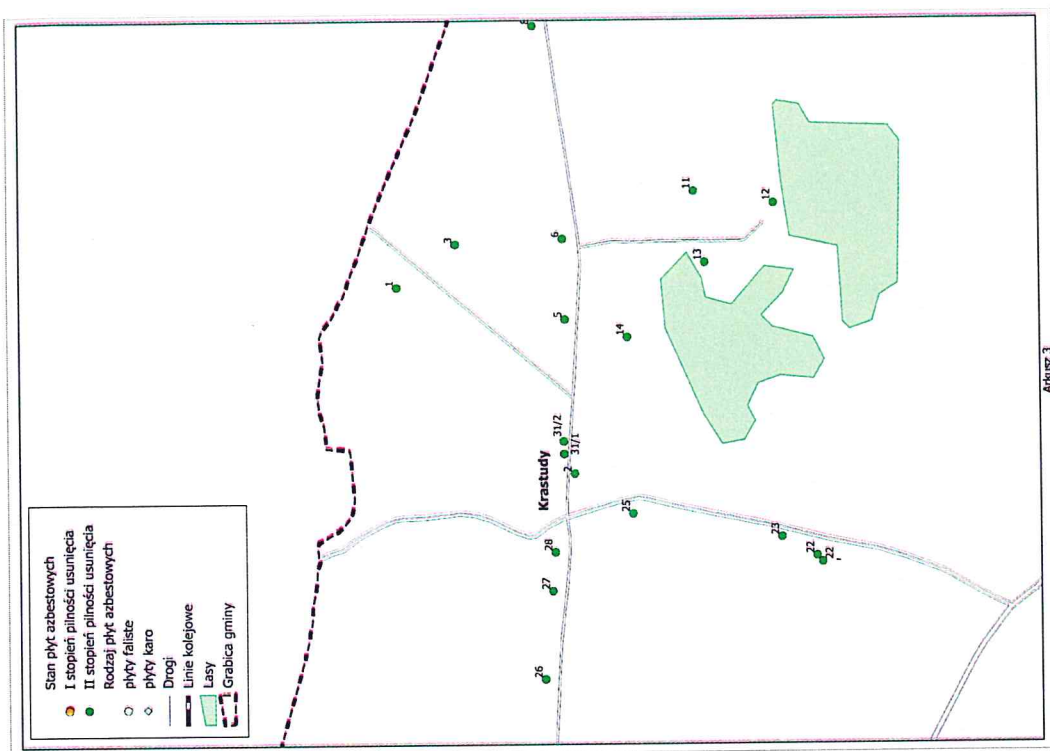 Stan płyt azbestowych
I stopień pilności usunięcia
II stopień pilności usunięcia
Rodzaj płyt azbestowych
płyty faliste
płyty karo
Drogi
Linie kolejowe
Lasy
Grabica gminy
1
3
6
5
11
12
13
14
31/2
31/1
2
Krastudy
25
28
27
26
23
22
22
Arkusz 3